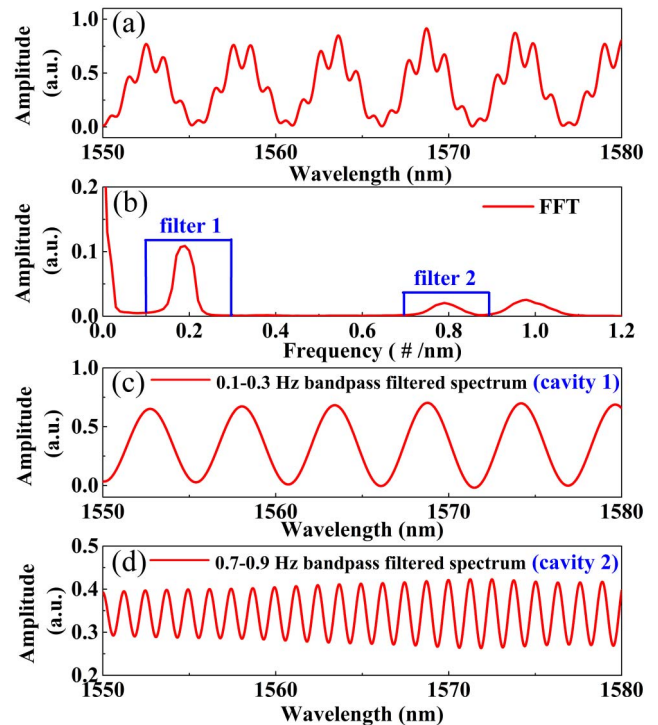 (a)
Amplitude
(a.u.)
1.0
0.5
0.0
1550 1560 1570 1580
Wavelength (nm)
(b)
filter 1
FFT
filter 2
Amplitude
(a.u.)
0.2
0.1
0.0
0.0 0.2 0.4 0.6 0.8 1.0 1.2
Frequency ( # /nm)
(c)
0.1-0.3 Hz bandpass filtered spectrum (cavity 1)
Amplitude
(a.u.)
1.0
0.5
0.0
1550 1560 1570 1580
Wavelength (nm)
(d)
0.7-0.9 Hz bandpass filtered spectrum (cavity 2)
Amplitude
(a.u.)
0.5
0.4
0.3
0.2
1550 1560 1570 1580
Wavelength (nm)